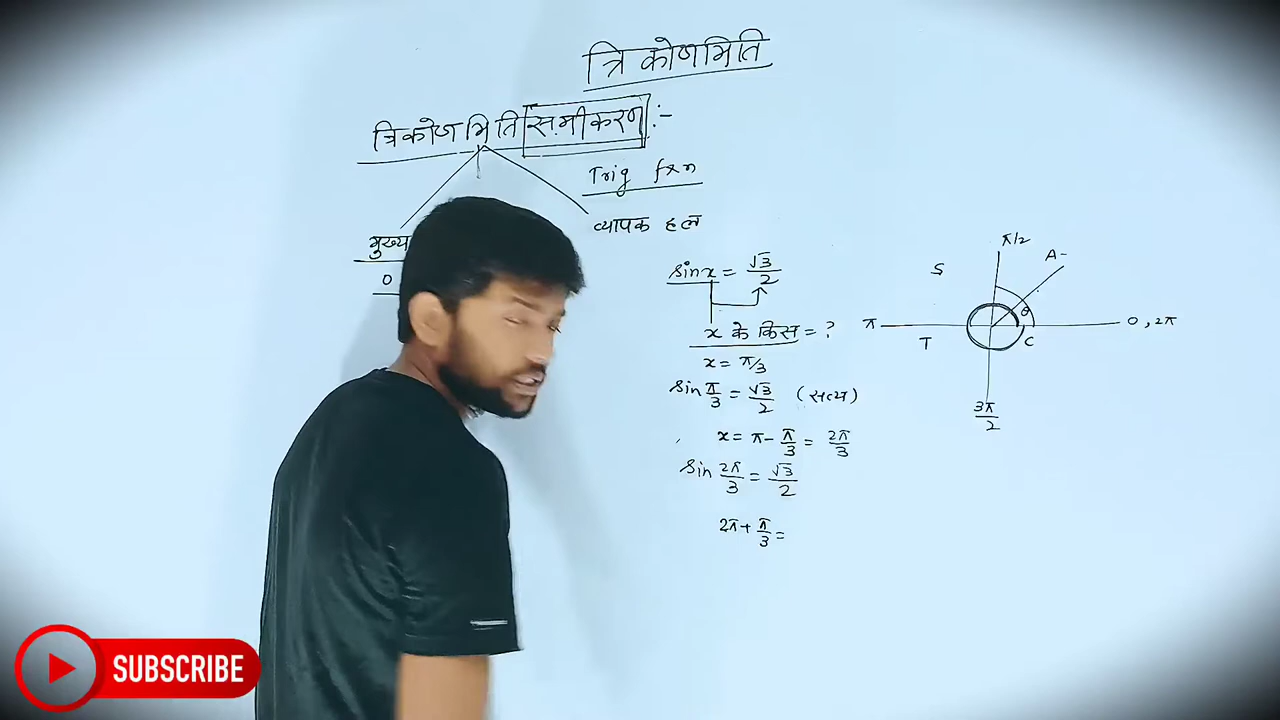 त्रिकोणमिति
त्रिकोणमिति समीकरण :-
Trig fxn
मुख्य
व्यापक हल
0
sin x = √3/2
x के किस = ?
x = π/3
sin π/3 = √3/2 (सत्य)
x = π - π/3 = 2π/3
sin 2π/3 = √3/2
2π + π/3 =
π/2
S
A
θ
π
0, 2π
T
C
3π/2
SUBSCRIBE